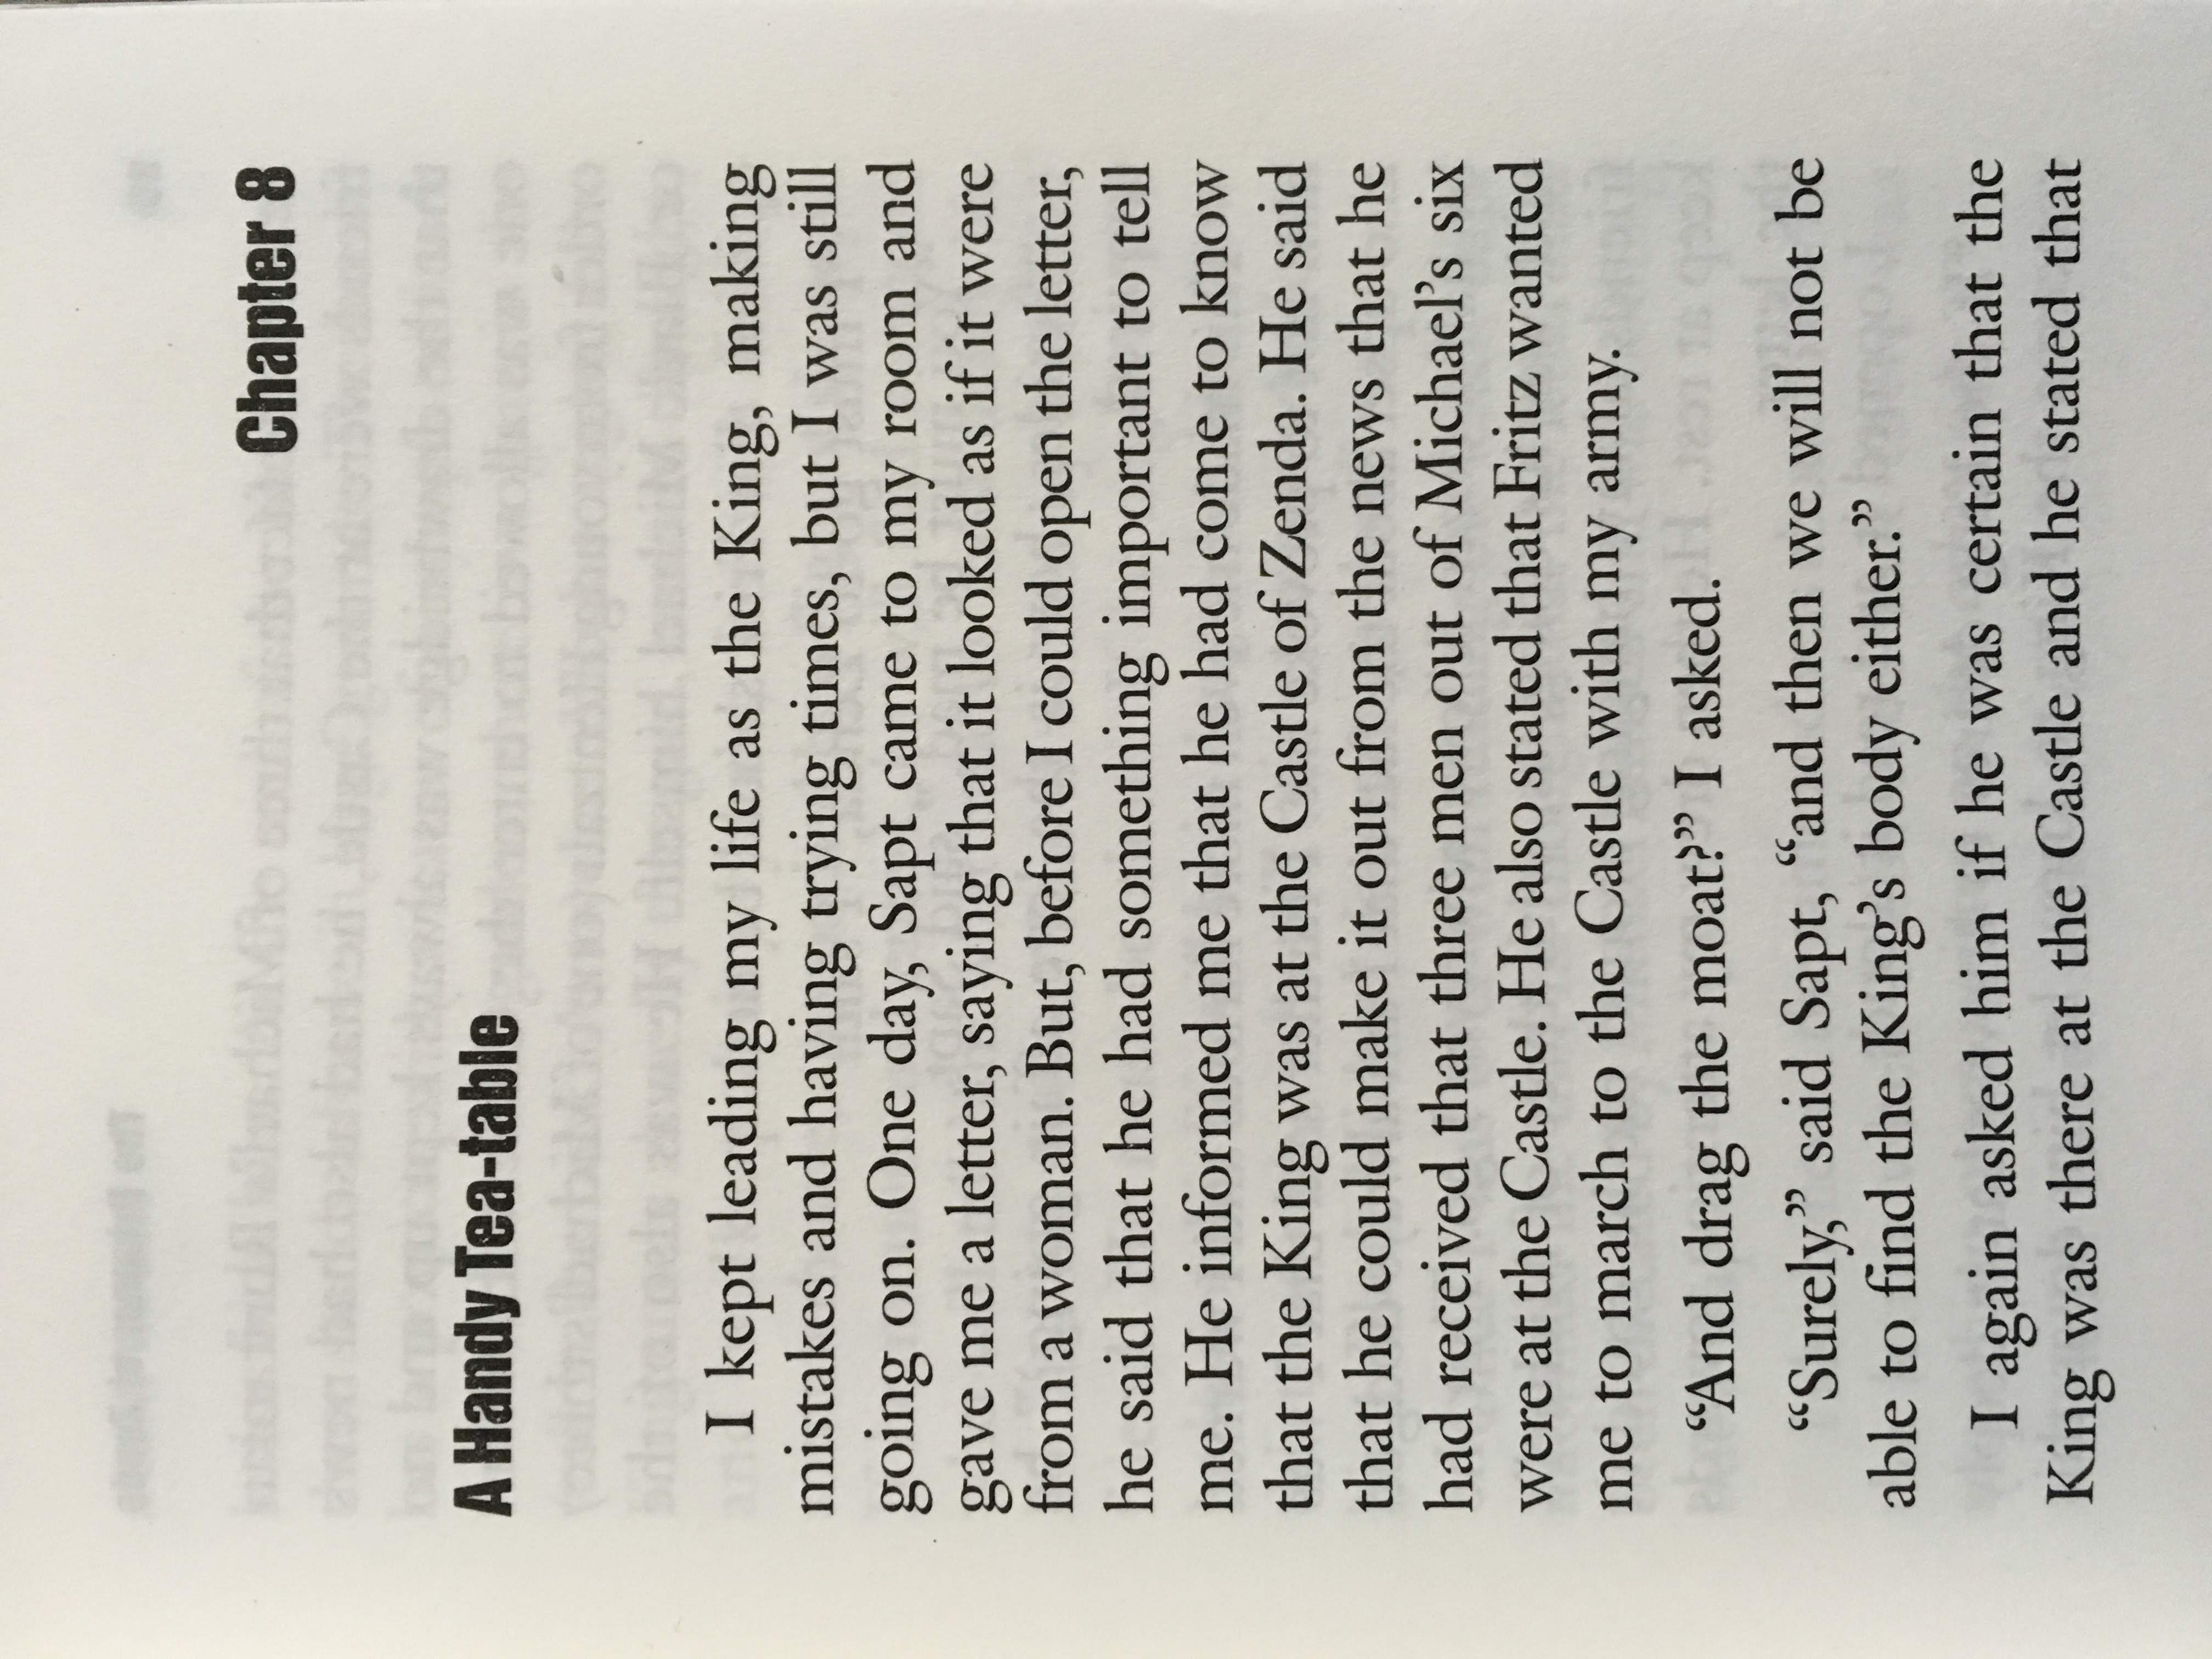 Chapter 8
A Handy Tea-table
I kept leading my life as the King, making
mistakes and having trying times, but I was still
going on. One day, Sapt came to my room and
gave me a letter, saying that it looked as if it were
from a woman. But, before I could open the letter,
he said that he had something important to tell
me. He informed me that he had come to know
that the King was at the Castle of Zenda. He said
that he could make it out from the news that he
had received that three men out of Michael’s six
were at the Castle. He also stated that Fritz wanted
me to march to the Castle with my army.
“And drag the moat?” I asked.
“Surely,” said Sapt, “and then we will not be
able to find the King’s body either.”
I again asked him if he was certain that the
King was there at the Castle and he stated that